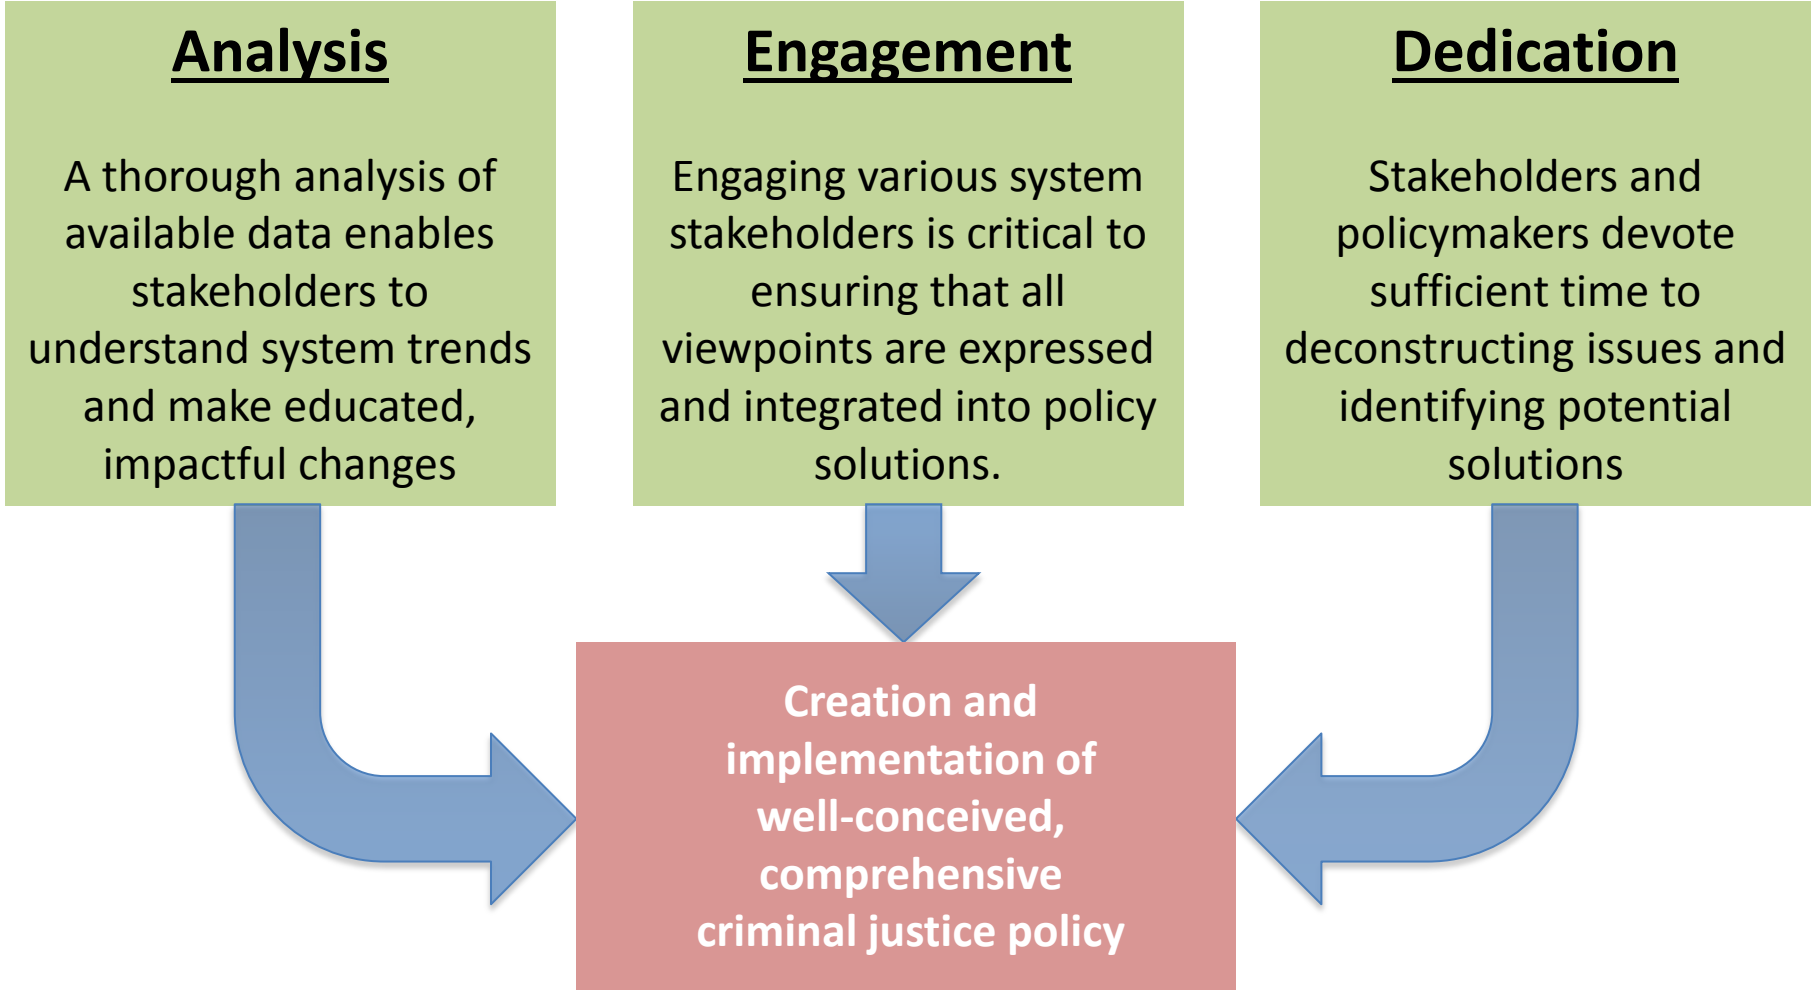 Analysis
A thorough analysis of
available data enables
stakeholders to
understand system trends
and make educated,
impactful changes
Engagement
Engaging various system
stakeholders is critical to
ensuring that all
viewpoints are expressed
and integrated into policy
solutions.
Dedication
Stakeholders and
policymakers devote
sufficient time to
deconstructing issues and
identifying potential
solutions
Creation and
implementation of
well-conceived,
comprehensive
criminal justice policy